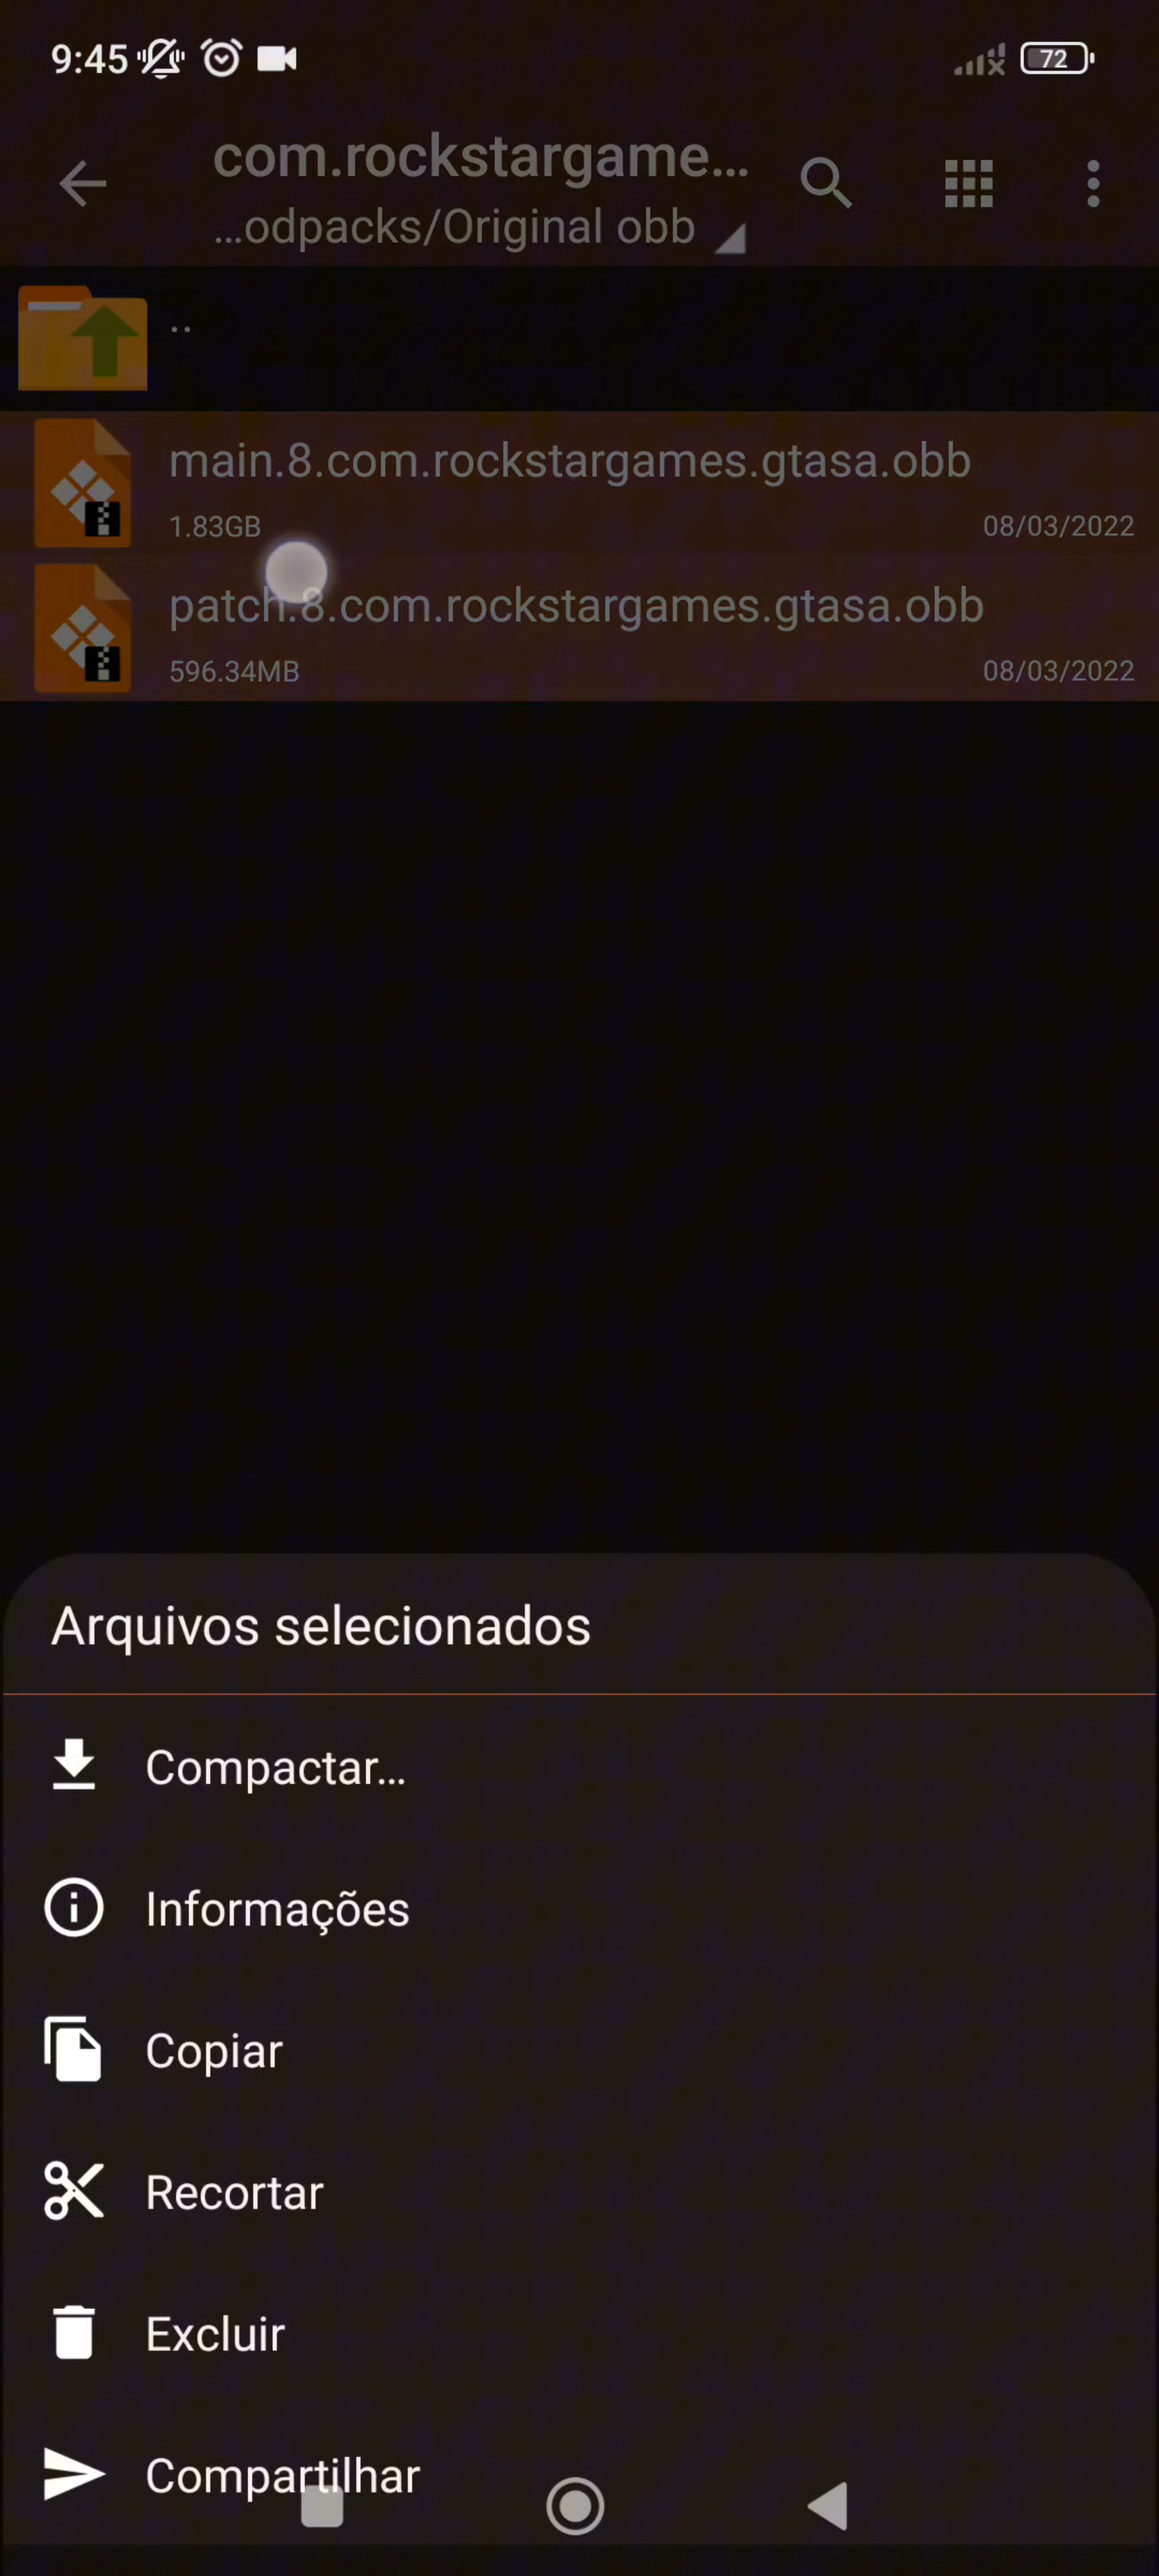 9:45
72
com.rockstargame...
...odpacks/Original obb
..
main.8.com.rockstargames.gtasa.obb
1.83GB
08/03/2022
patch.8.com.rockstargames.gtasa.obb
596.34MB
08/03/2022
Arquivos selecionados
Compactar...
Informações
Copiar
Recortar
Excluir
Compartilhar